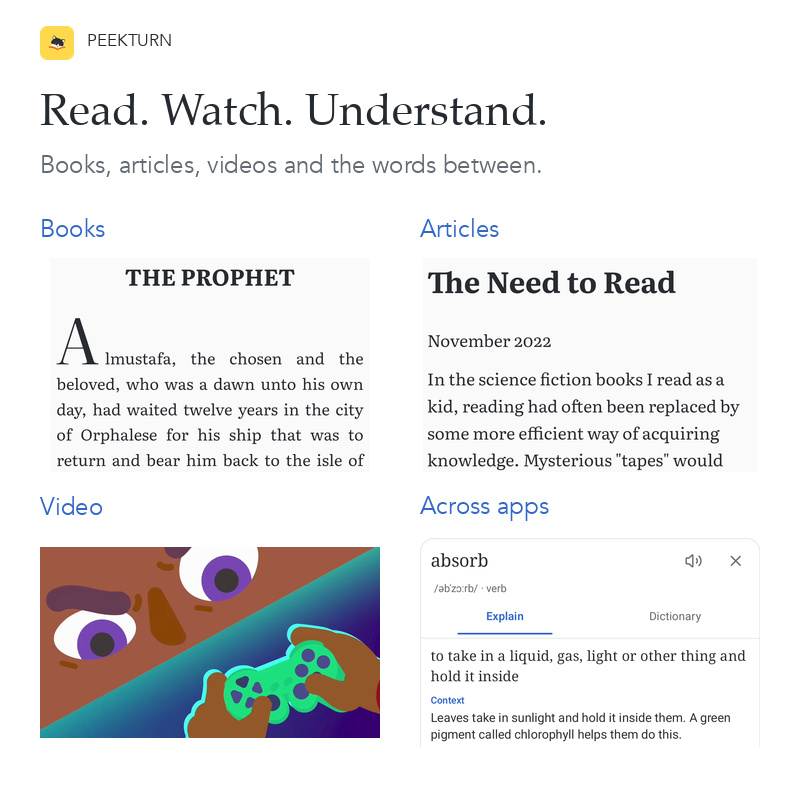 PEEKTURN
Read. Watch. Understand.
Books, articles, videos and the words between.
Books
THE PROPHET
Almustafa, the chosen and the
beloved, who was a dawn unto his own
day, had waited twelve years in the city
of Orphalese for his ship that was to
return and bear him back to the isle of
Articles
The Need to Read
November 2022
In the science fiction books I read as a
kid, reading had often been replaced by
some more efficient way of acquiring
knowledge. Mysterious "tapes" would
Video
Across apps
absorb
/əbˈzɔːrb/ · verb
Explain
Dictionary
to take in a liquid, gas, light or other thing and
hold it inside
Context
Leaves take in sunlight and hold it inside them. A green
pigment called chlorophyll helps them do this.